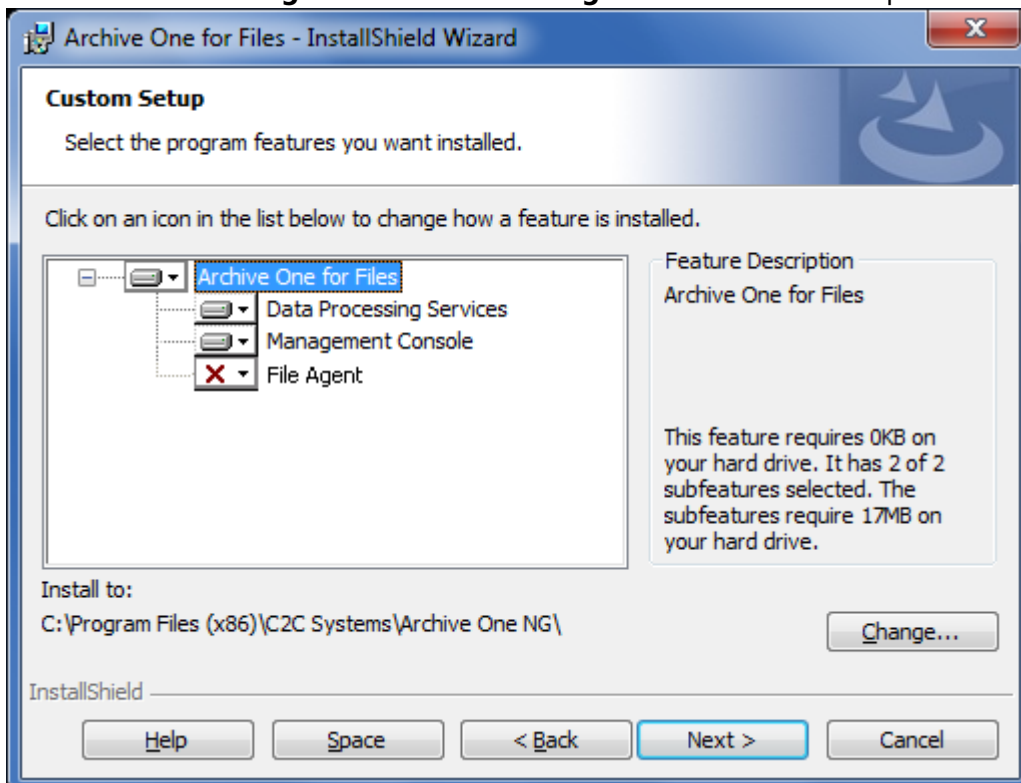 Archive One for Files - InstallShield Wizard
Custom Setup
Select the program features you want installed.
Click on an icon in the list below to change how a feature is installed.
Archive One for Files
Data Processing Services
Management Console
File Agent
Feature Description
Archive One for Files
This feature requires 0KB on
your hard drive. It has 2 of 2
subfeatures selected. The
subfeatures require 17MB on
your hard drive.
Install to:
C:\Program Files (x86)\C2C Systems\Archive One NG\
Change...
InstallShield
Help
Space
< Back
Next >
Cancel